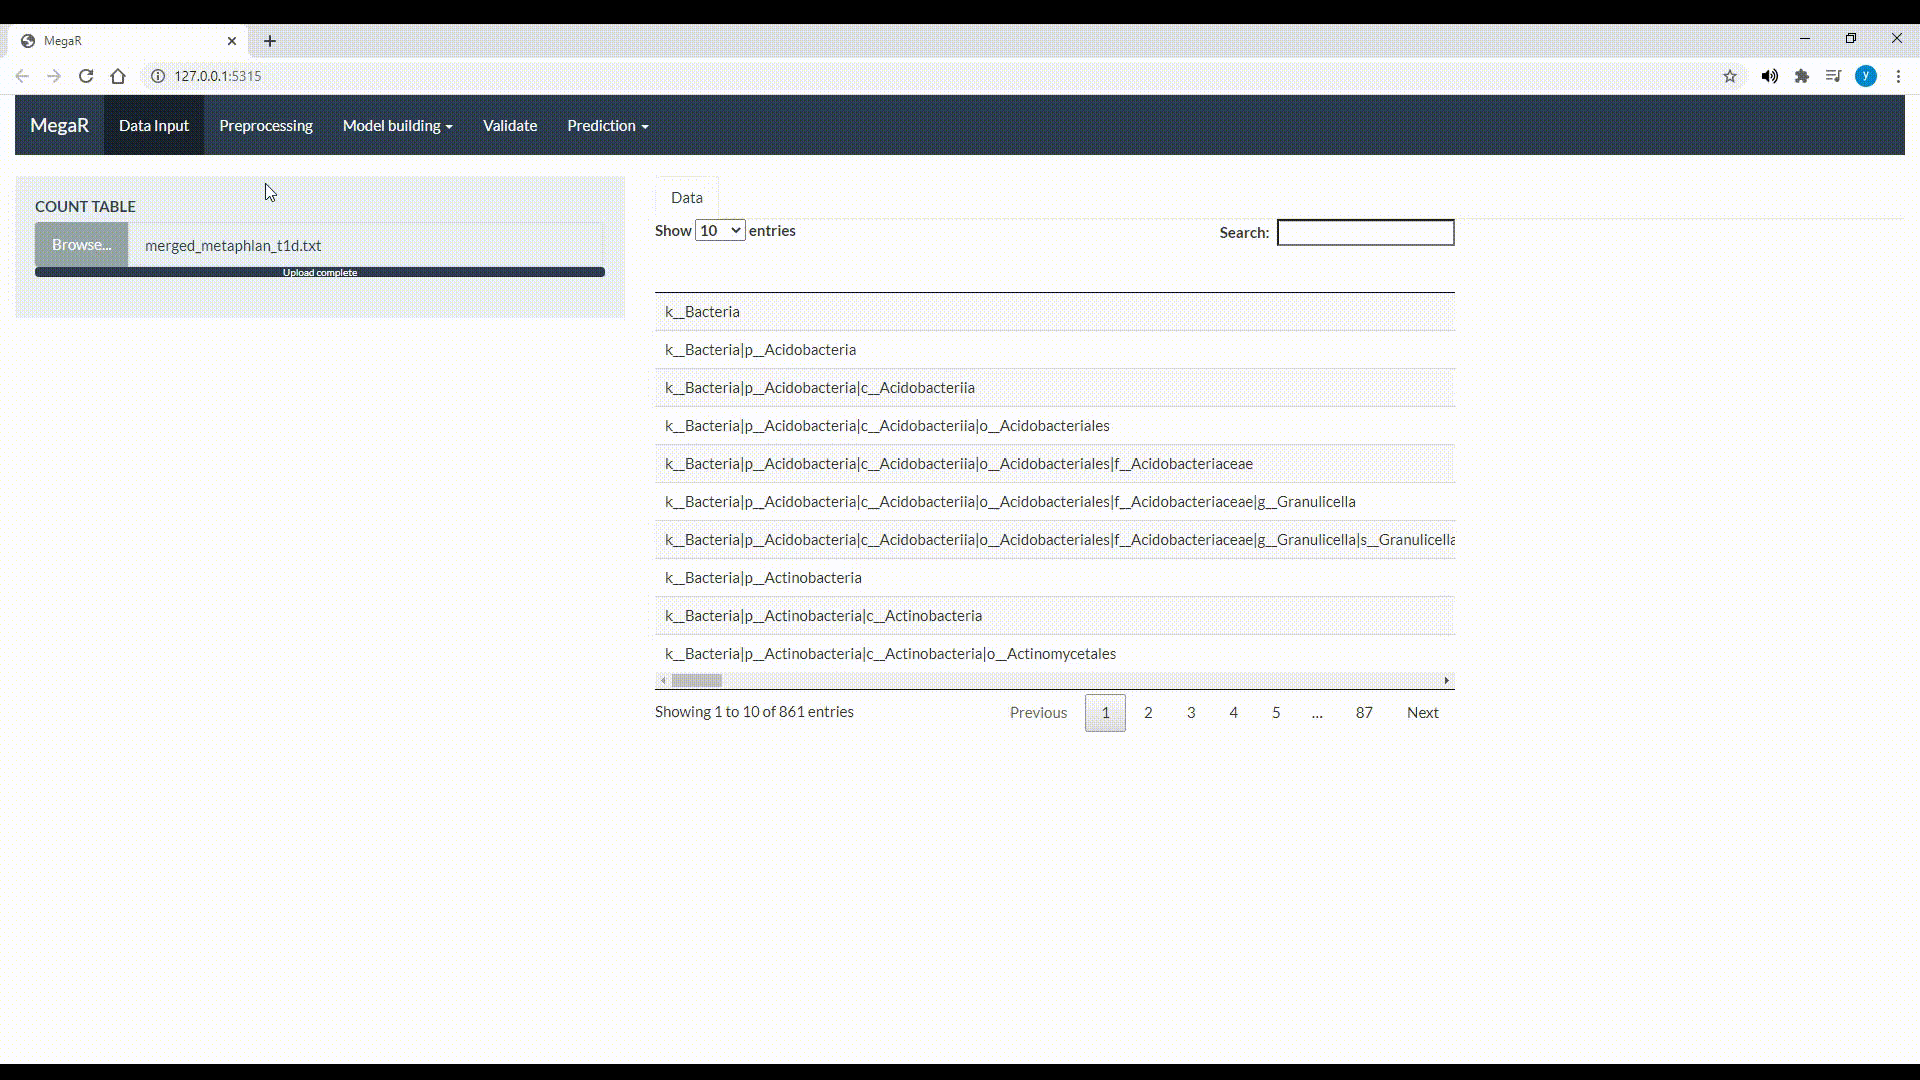 MegaR
127.0.0.1:5315
y
MegaR Data Input Preprocessing Model building Validate Prediction
COUNT TABLE
Browse... merged_metaphlan_t1d.txt
Upload complete
Data
Show 10 entries
Search:
k__Bacteria
k__Bacteria|p__Acidobacteria
k__Bacteria|p__Acidobacteria|c__Acidobacteriia
k__Bacteria|p__Acidobacteria|c__Acidobacteriia|o__Acidobacteriales
k__Bacteria|p__Acidobacteria|c__Acidobacteriia|o__Acidobacteriales|f__Acidobacteriaceae
k__Bacteria|p__Acidobacteria|c__Acidobacteriia|o__Acidobacteriales|f__Acidobacteriaceae|g__Granulicella
k__Bacteria|p__Acidobacteria|c__Acidobacteriia|o__Acidobacteriales|f__Acidobacteriaceae|g__Granulicella|s__Granulicella
k__Bacteria|p__Actinobacteria
k__Bacteria|p__Actinobacteria|c__Actinobacteria
k__Bacteria|p__Actinobacteria|c__Actinobacteria|o__Actinomycetales
Showing 1 to 10 of 861 entries
Previous 1 2 3 4 5 ... 87 Next